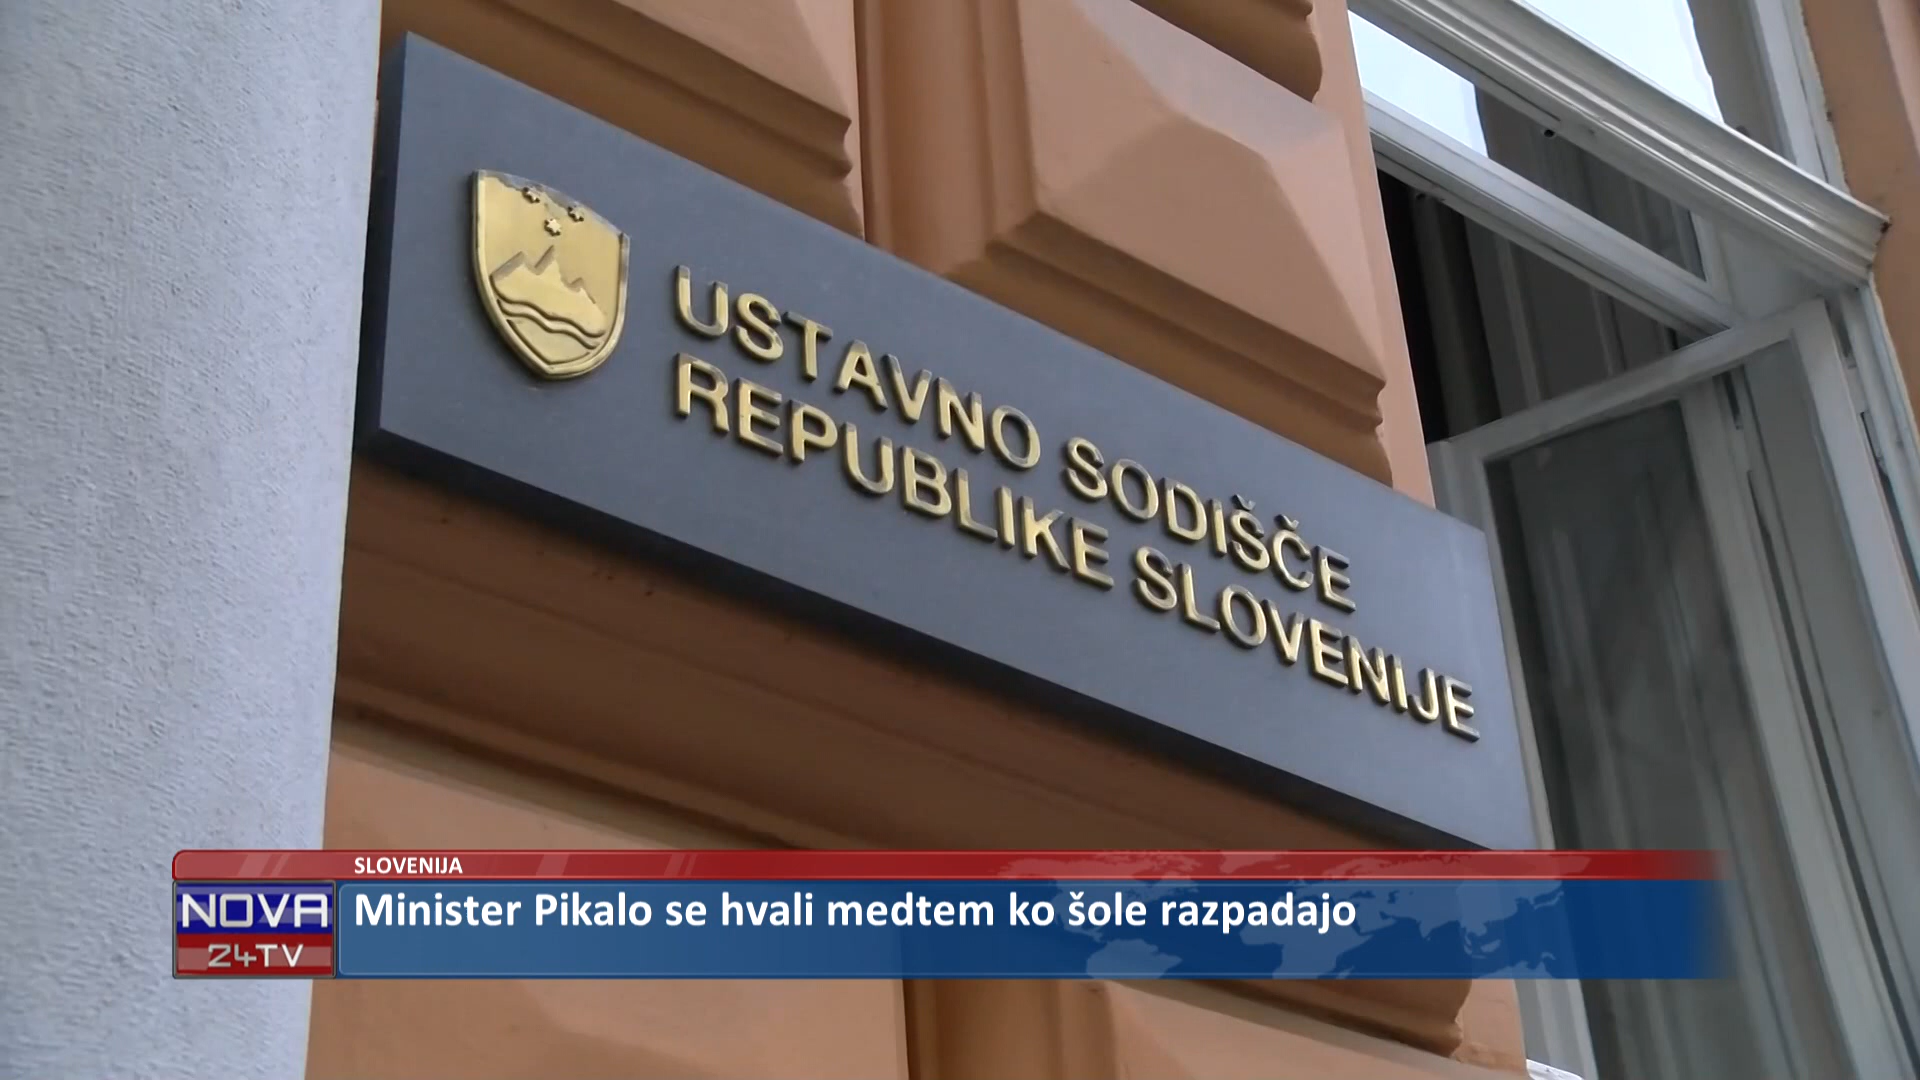 USTAVNO SODIŠČE
REPUBLIKE SLOVENIJE
SLOVENIJA
NOVA
24TV
Minister Pikalo se hvali medtem ko šole razpadajo